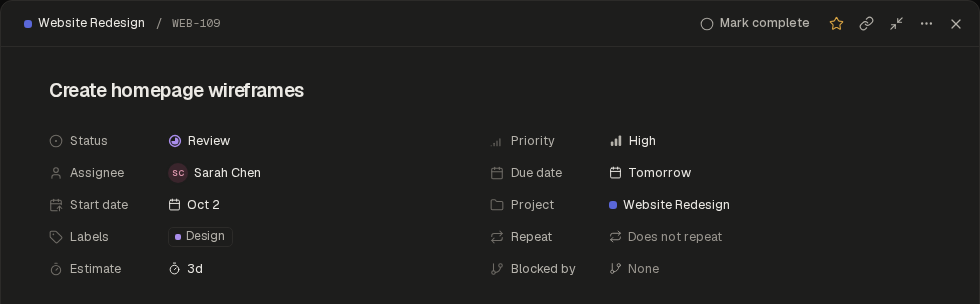 Website Redesign / WEB-109 Mark complete
Create homepage wireframes
Status Review Priority High
Assignee SC Sarah Chen Due date Tomorrow
Start date Oct 2 Project Website Redesign
Labels Design Repeat Does not repeat
Estimate 3d Blocked by None